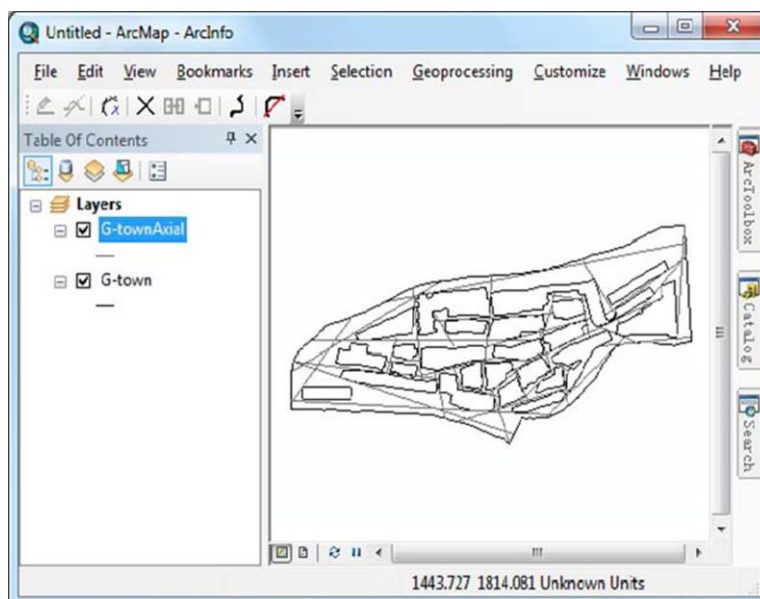 Untitled - ArcMap - ArcInfo
File Edit View Bookmarks Insert Selection Geoprocessing Customize Windows Help
Table Of Contents
Layers
G-townAxial
G-town
ArcToolbox
Catalog
Search
1443.727 1814.081 Unknown Units